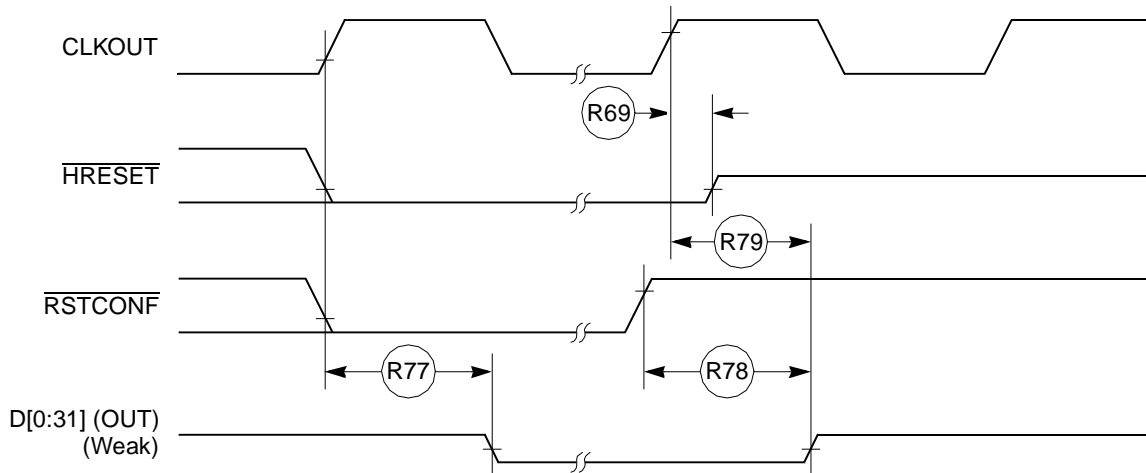 CLKOUT
R69
HRESET
R79
RSTCONF
R77
R78
D[0:31] (OUT)
(Weak)